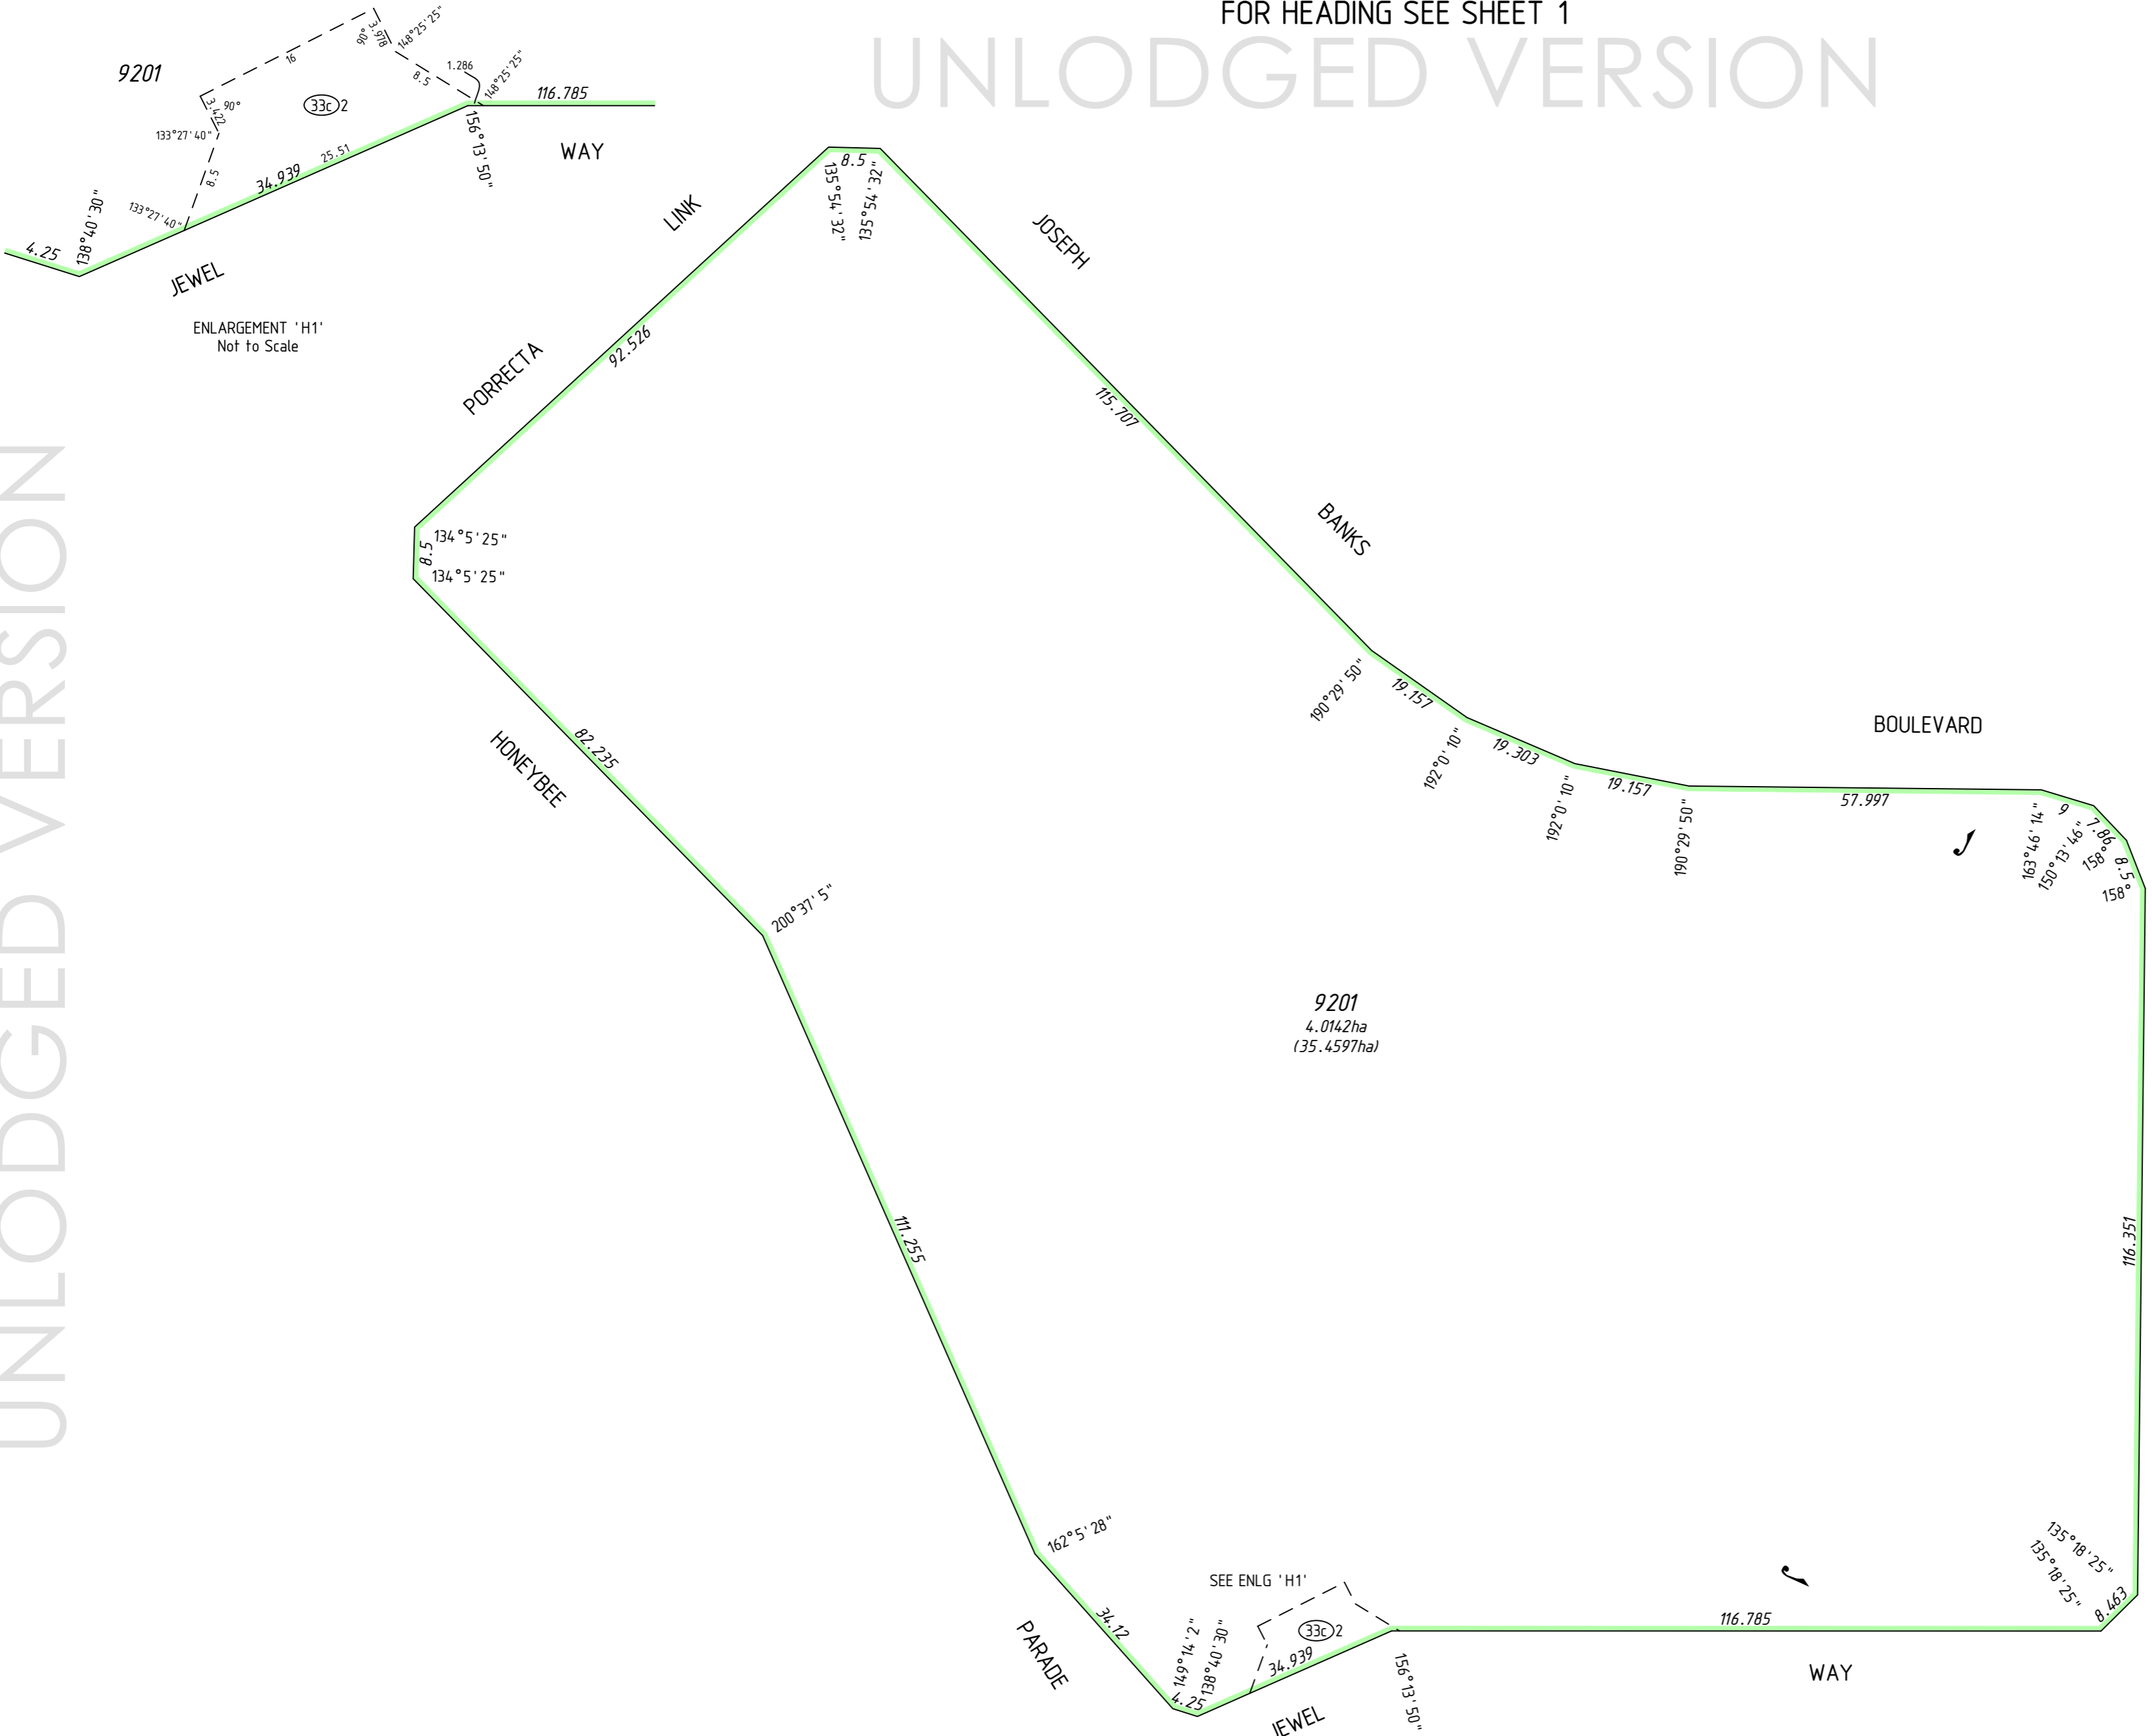 FOR HEADING SEE SHEET 1
UNLODGED VERSION
UNLODGED VERSION
9201
16
90°
3.978
148°25'25"
8.5
1.286
148°25'25"
116.785
3.422
90°
33c 2
133°27'40"
8.5
25.51
34.939
133°27'40"
156°13'50"
WAY
4.25
138°40'30"
JEWEL
ENLARGEMENT 'H1'
Not to Scale
LINK
8.5
135°54'32"
135°54'32"
JOSEPH
92.526
PORRECTA
115.707
134°5'25"
8.5
134°5'25"
BANKS
190°29'50"
19.157
HONEYBEE
82.235
192°0'10"
19.303
192°0'10"
19.157
190°29'50"
BOULEVARD
57.997
163°46'14"
9
150°13'46"
7.86
158°
8.5
158°
200°37'5"
9201
4.0142ha
(35.4597ha)
111.255
116.351
162°5'28"
135°18'25"
135°18'25"
8.463
SEE ENLG 'H1'
34.12
149°14'2"
138°40'30"
33c 2
34.939
116.785
PARADE
4.25
156°13'50"
WAY
JEWEL